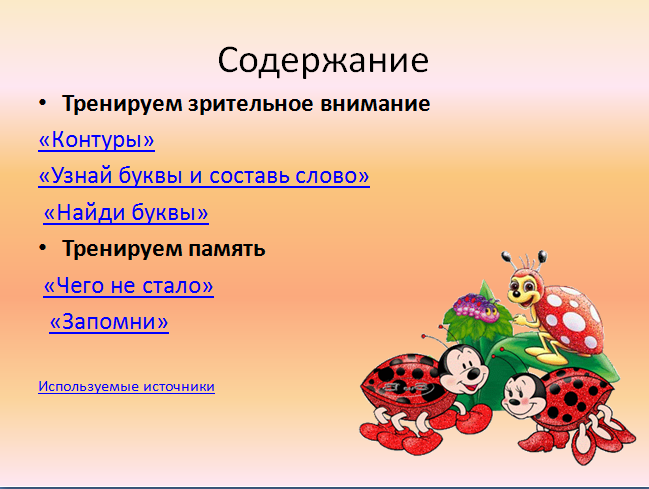 Содержание
• Тренируем зрительное внимание
«Контуры»
«Узнай буквы и составь слово»
«Найди буквы»
• Тренируем память
«Чего не стало»
«Запомни»
Используемые источники